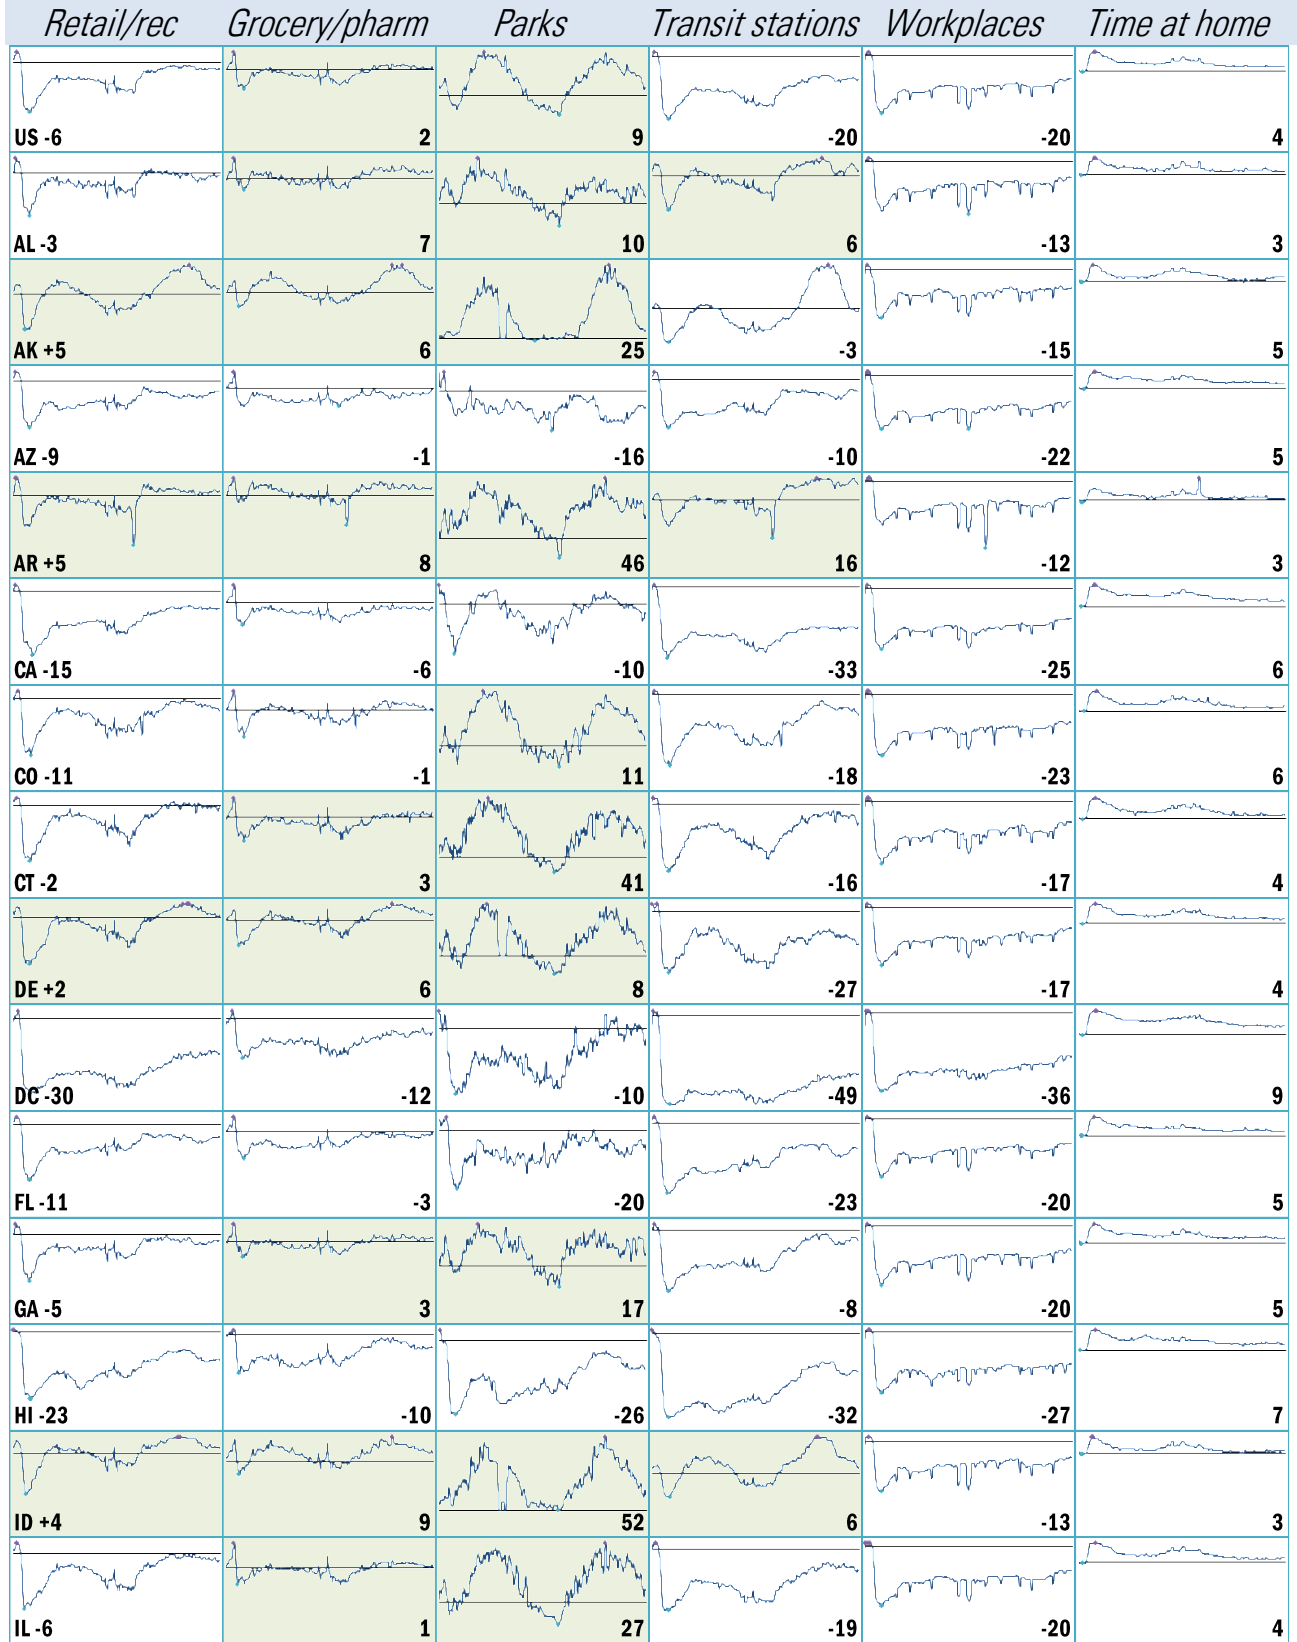 Retail/rec Grocery/pharm Parks Transit stations Workplaces Time at home
US -6 2 9 -20 -20 4
AL -3 7 10 6 -13 3
AK +5 6 25 -3 -15 5
AZ -9 -1 -16 -10 -22 5
AR +5 8 46 16 -12 3
CA -15 -6 -10 -33 -25 6
CO -11 -1 11 -18 -23 6
CT -2 3 41 -16 -17 4
DE +2 6 8 -27 -17 4
DC -30 -12 -10 -49 -36 9
FL -11 -3 -20 -23 -20 5
GA -5 3 17 -8 -20 5
HI -23 -10 -26 -32 -27 7
ID +4 9 52 6 -13 3
IL -6 1 27 -19 -20 4